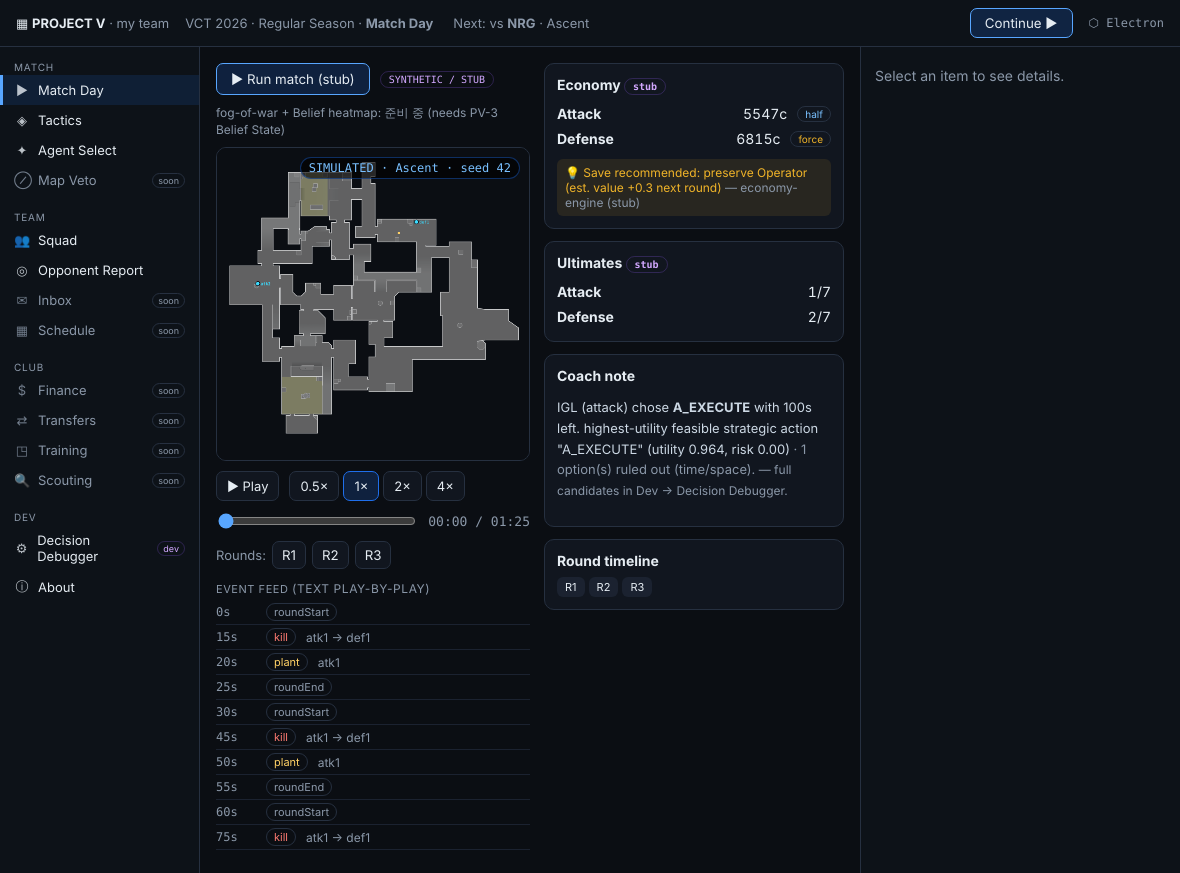 PROJECT V · my team
VCT 2026 · Regular Season · Match Day
Next: vs NRG · Ascent
Continue ▶
Electron
MATCH
Match Day
Tactics
Agent Select
Map Veto soon
TEAM
Squad
Opponent Report
Inbox soon
Schedule soon
CLUB
Finance soon
Transfers soon
Training soon
Scouting soon
DEV
Decision
Debugger dev
About
▶ Run match (stub) SYNTHETIC / STUB
fog-of-war + Belief heatmap: 준비 중 (needs PV-3
Belief State)
SIMULATED · Ascent · seed 42
▶ Play 0.5× 1× 2× 4×
00:00 / 01:25
Rounds: R1 R2 R3
EVENT FEED (TEXT PLAY-BY-PLAY)
0s roundStart
15s kill atk1 → def1
20s plant atk1
25s roundEnd
30s roundStart
45s kill atk1 → def1
50s plant atk1
55s roundEnd
60s roundStart
75s kill atk1 → def1
Economy stub
Attack 5547c half
Defense 6815c force
💡 Save recommended: preserve Operator
(est. value +0.3 next round) — economy-
engine (stub)
Ultimates stub
Attack 1/7
Defense 2/7
Coach note
IGL (attack) chose A_EXECUTE with 100s
left. highest-utility feasible strategic action
"A_EXECUTE" (utility 0.964, risk 0.00) · 1
option(s) ruled out (time/space). — full
candidates in Dev → Decision Debugger.
Round timeline
R1 R2 R3
Select an item to see details.